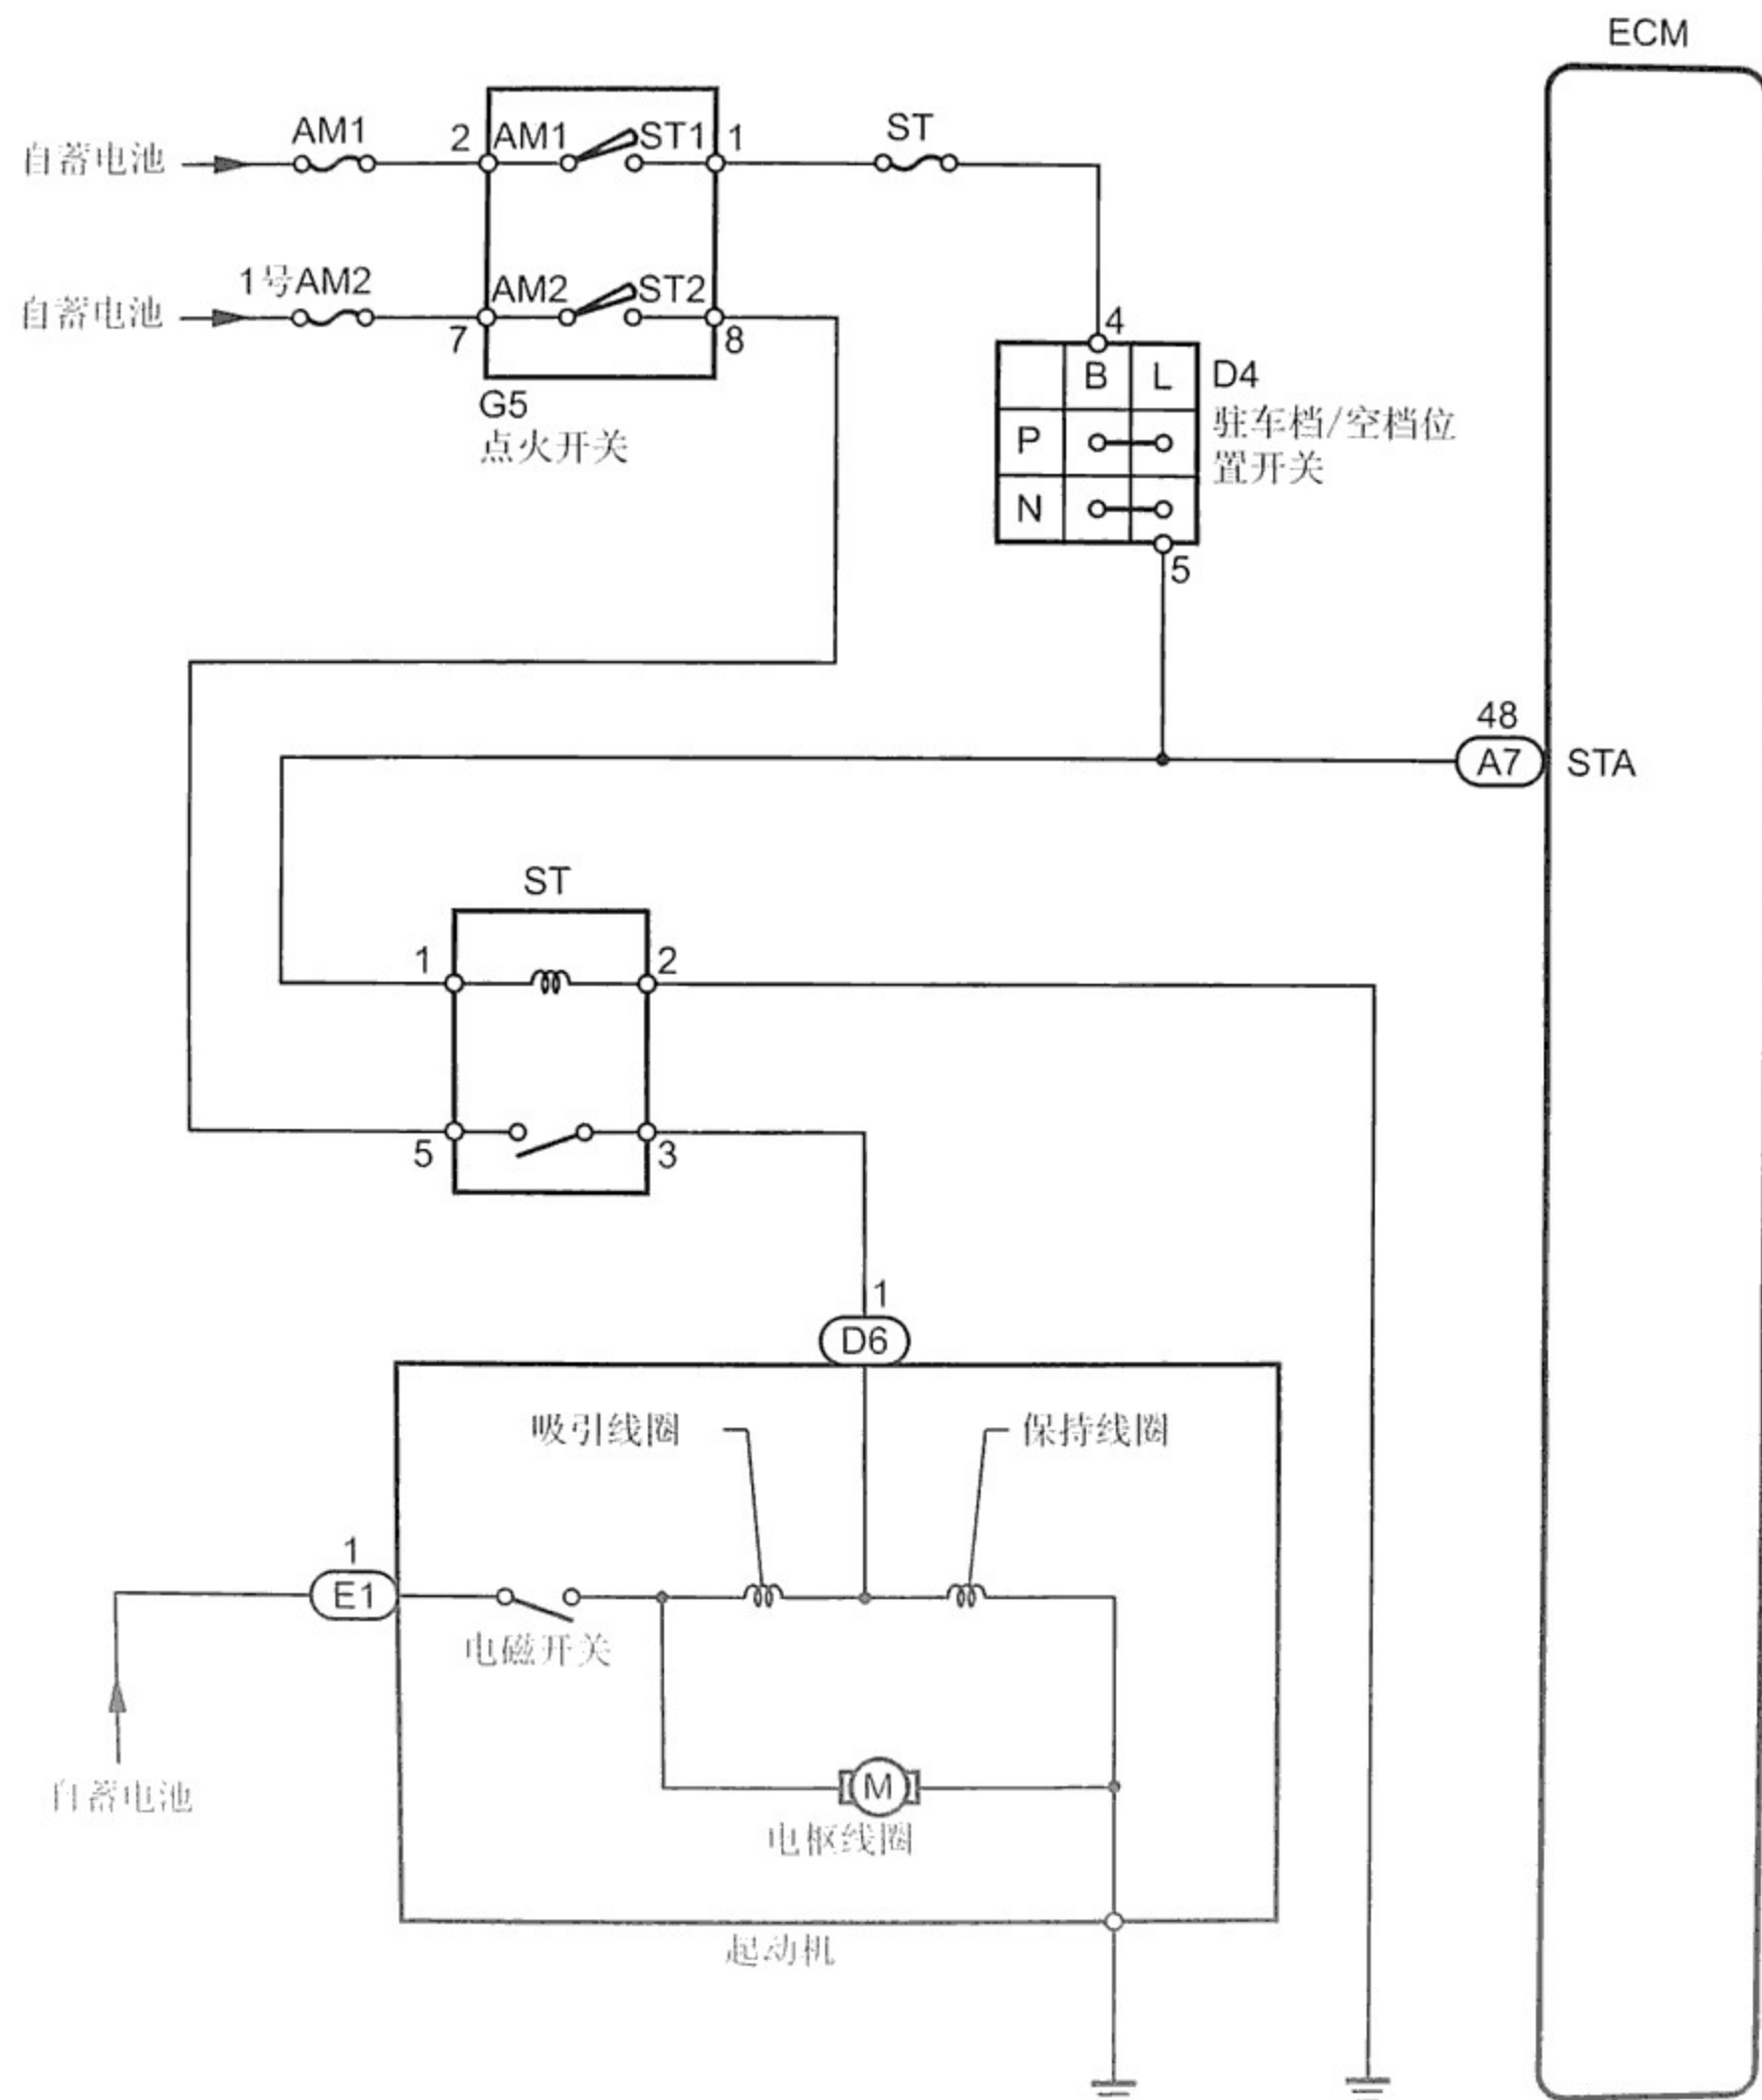 ECM
AM1
ST
自蓄电池
2
AM1
ST1
1
1号AM2
自蓄电池
AM2
ST2
7
8
4
B
L
D4
G5
点火开关
P
驻车档/空档位
置开关
N
5
48
A7
STA
ST
1
2
5
3
1
D6
吸引线圈
保持线圈
1
E1
电磁开关
自蓄电池
M
电枢线圈
起动机